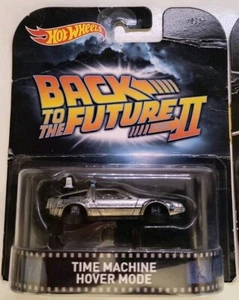 Hot Wheels
BACK
TO THE
FUTURE II
TIME MACHINE
HOVER MODE